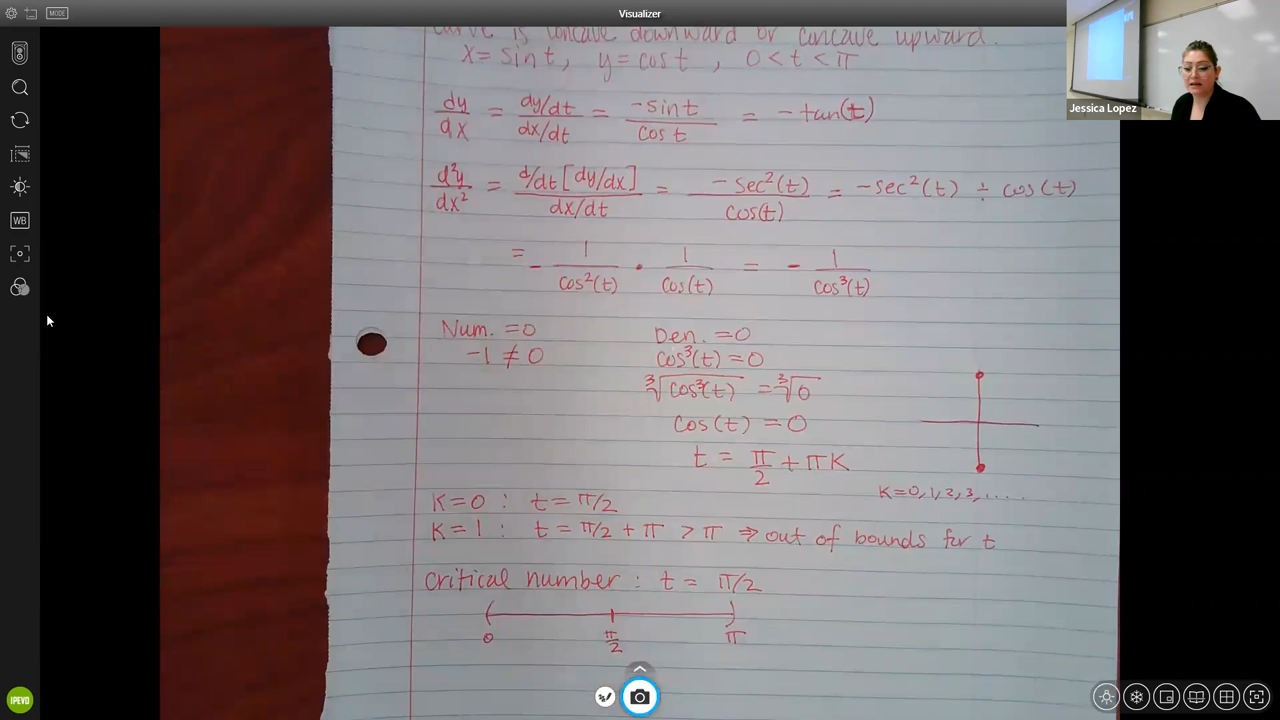 Visualizer
MODE
WB
Jessica Lopez
curve is concave downward or concave upward.
x = sin t, y = cos t, 0 < t < π
dy/dx = (dy/dt)/(dx/dt) = (-sin t)/(cos t) = -tan(t)
d²y/dx² = (d/dt[dy/dx])/(dx/dt) = (-sec²(t))/(cos(t)) = -sec²(t) ÷ cos(t)
= - 1/cos²(t) • 1/cos(t) = - 1/cos³(t)
Num. = 0 Den. = 0
-1 ≠ 0 cos³(t) = 0
∛cos³(t) = ∛0
cos(t) = 0
t = π/2 + πK
K = 0, 1, 2, 3, .....
K = 0 : t = π/2
K = 1 : t = π/2 + π > π ⇒ out of bounds for t
Critical number : t = π/2
0 π/2 π
IPEVO